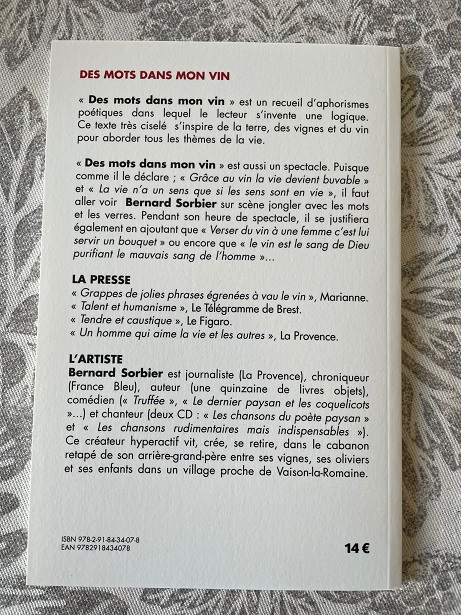 DES MOTS DANS MON VIN
« Des mots dans mon vin » est un recueil d'aphorismes
poétiques dans lequel le lecteur s'invente une logique.
Ce texte très ciselé s'inspire de la terre, des vignes et du vin
pour aborder tous les thèmes de la vie.
« Des mots dans mon vin » est aussi un spectacle. Puisque
comme il le déclare ; « Grâce au vin la vie devient buvable »
et « La vie n'a un sens que si les sens sont en vie », il faut
aller voir Bernard Sorbier sur scène jongler avec les mots
et les verres. Pendant son heure de spectacle, il se justifiera
également en ajoutant que « Verser du vin à une femme c'est lui
servir un bouquet » ou encore que « le vin est le sang de Dieu
purifiant le mauvais sang de l'homme »...
LA PRESSE
« Grappes de jolies phrases égrenées à vau le vin », Marianne.
« Talent et humanisme », Le Télégramme de Brest.
« Tendre et caustique », Le Figaro.
« Un homme qui aime la vie et les autres », La Provence.
L'ARTISTE
Bernard Sorbier est journaliste (La Provence), chroniqueur
(France Bleu), auteur (une quinzaine de livres objets),
comédien (« Truffée », « Le dernier paysan et les coquelicots
»...) et chanteur (deux CD : « Les chansons du poète paysan »
et « Les chansons rudimentaires mais indispensables »).
Ce créateur hyperactif vit, crée, se retire, dans le cabanon
retapé de son arrière-grand-père entre ses vignes, ses oliviers
et ses enfants dans un village proche de Vaison-la-Romaine.
ISBN 978-2-91-84-34-07-8
EAN 9782918434078
14 €